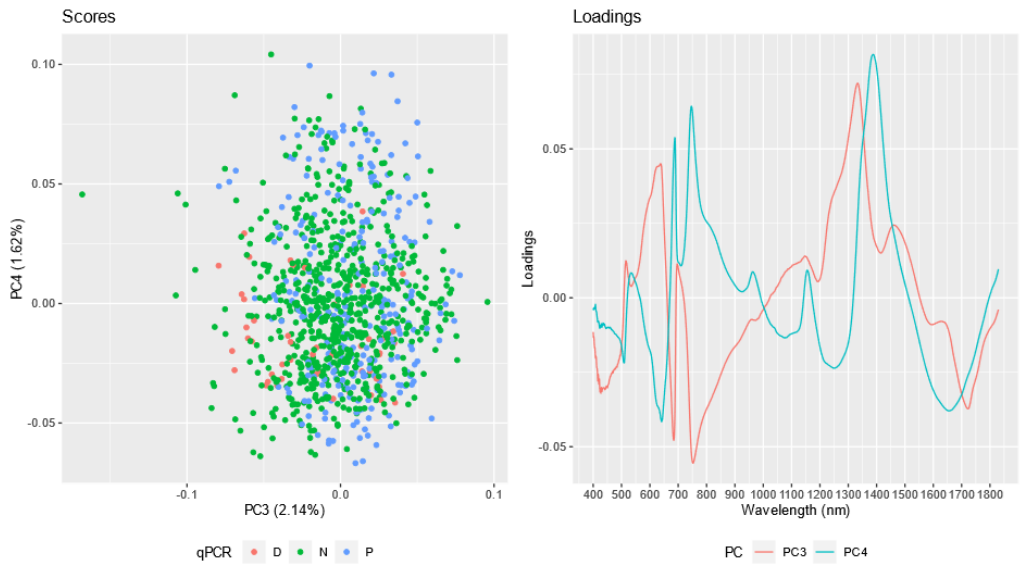 Scores
Loadings
0.10
0.05
0.00
-0.05
PC4 (1.62%)
-0.1
0.0
0.1
PC3 (2.14%)
qPCR
D
N
P
0.05
0.00
-0.05
Loadings
400 500 600 700 800 900 1000 1100 1200 1300 1400 1500 1600 1700 1800
Wavelength (nm)
PC
PC3
PC4